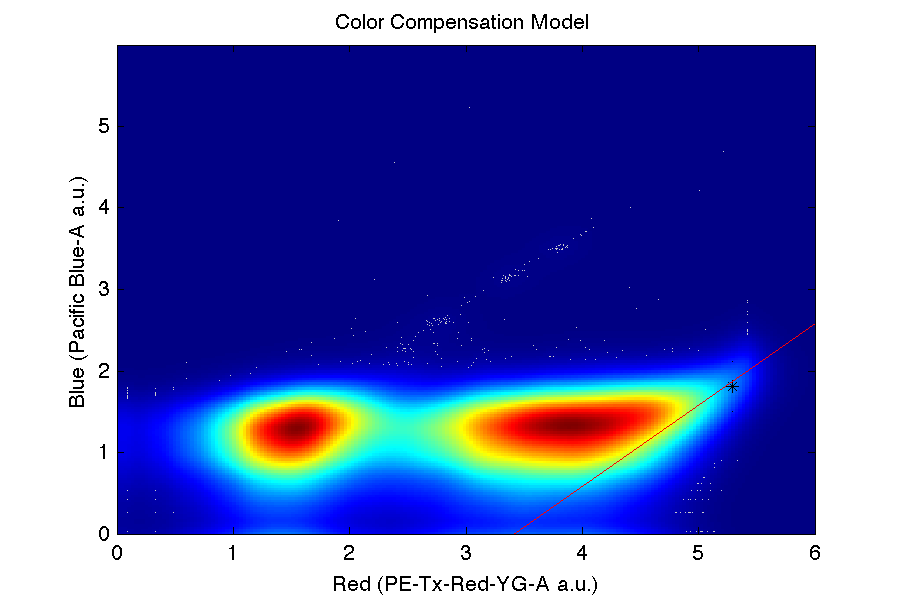 Color Compensation Model
5
4
3
2
1
0
Blue (Pacific Blue-A a.u.)
0 1 2 3 4 5 6
Red (PE-Tx-Red-YG-A a.u.)